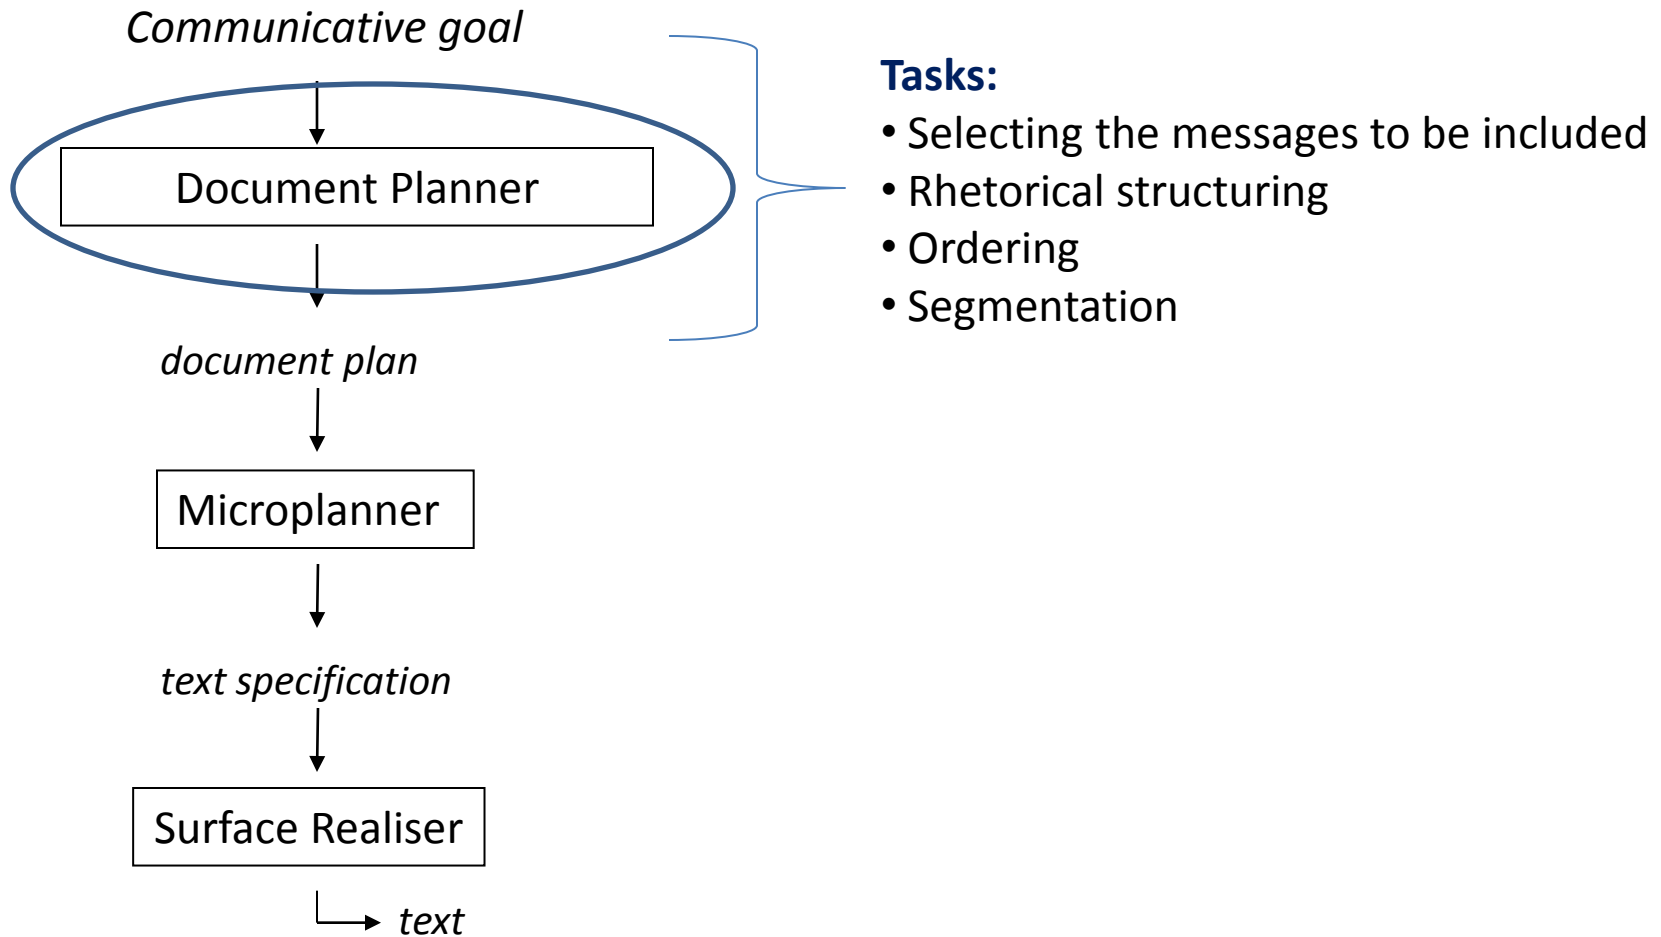 Communicative goal
Document Planner
document plan
Microplanner
text specification
Surface Realiser
text
Tasks:
• Selecting the messages to be included
• Rhetorical structuring
• Ordering
• Segmentation